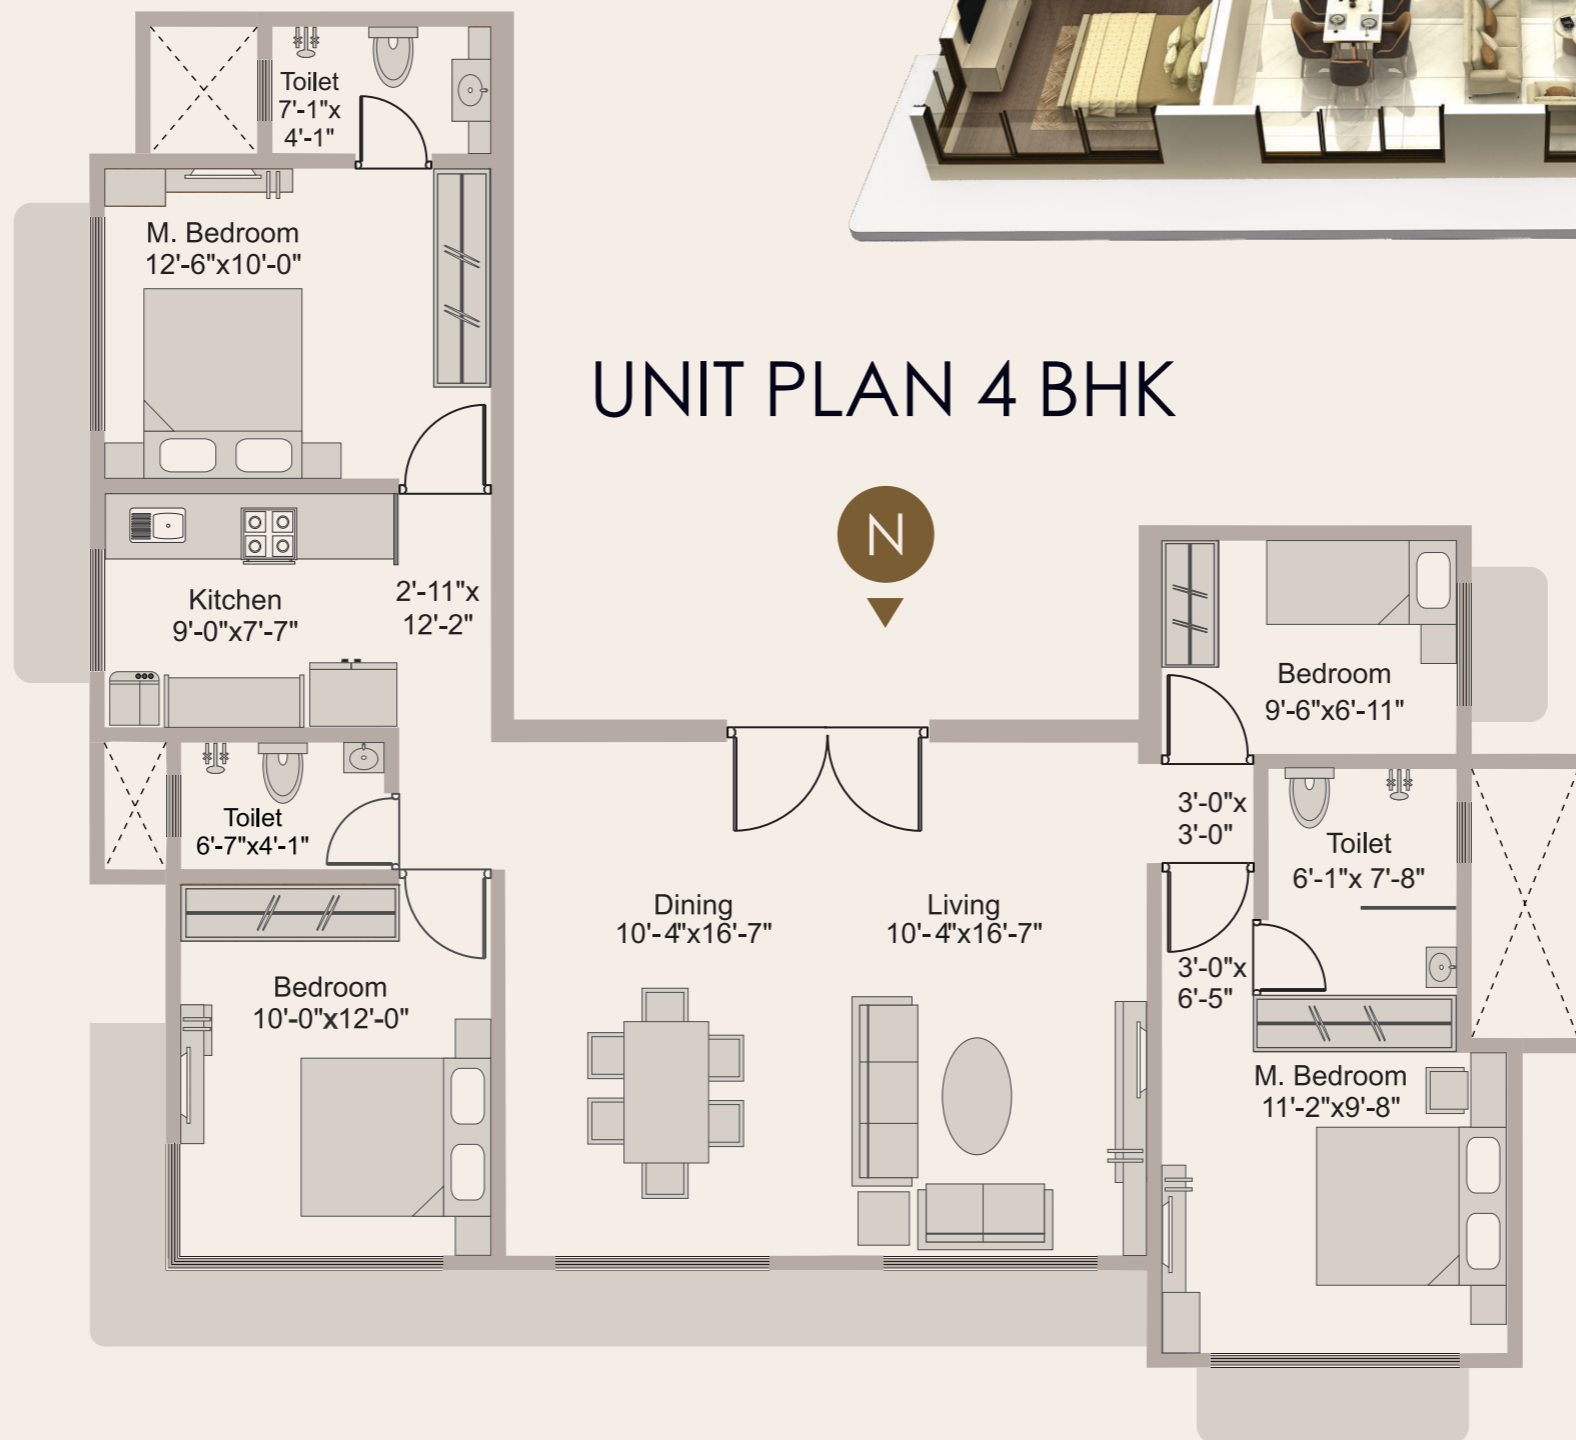 Toilet
7'-1"x
4'-1"
M. Bedroom
12'-6"x10'-0"
UNIT PLAN 4 BHK
N
Kitchen
9'-0"x7'-7"
2'-11"x
12'-2"
Bedroom
9'-6"x6'-11"
Toilet
6'-7"x4'-1"
3'-0"x
3'-0"
Toilet
6'-1"x 7'-8"
Dining
10'-4"x16'-7"
Living
10'-4"x16'-7"
3'-0"x
6'-5"
Bedroom
10'-0"x12'-0"
M. Bedroom
11'-2"x9'-8"